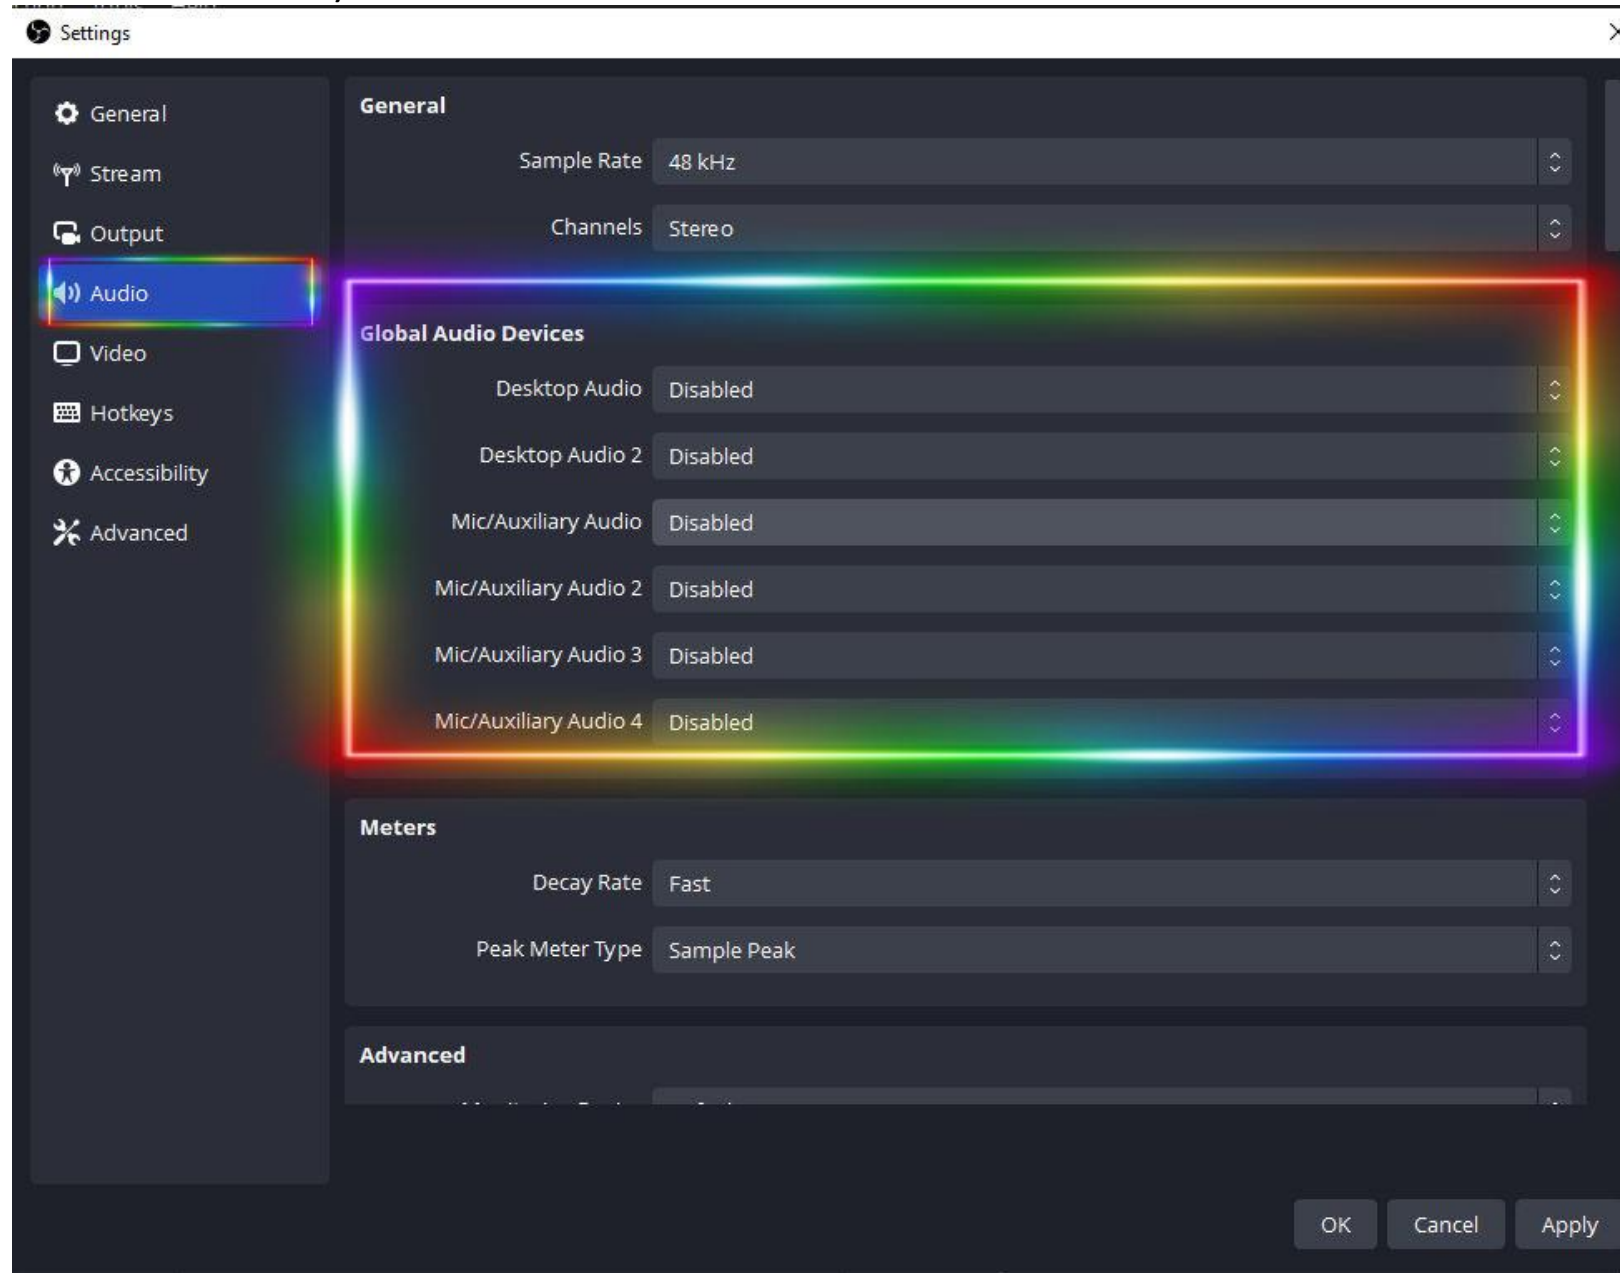 Settings
General
Stream
Output
Audio
Video
Hotkeys
Accessibility
Advanced
General
Sample Rate 48 kHz
Channels Stereo
Global Audio Devices
Desktop Audio Disabled
Desktop Audio 2 Disabled
Mic/Auxiliary Audio Disabled
Mic/Auxiliary Audio 2 Disabled
Mic/Auxiliary Audio 3 Disabled
Mic/Auxiliary Audio 4 Disabled
Meters
Decay Rate Fast
Peak Meter Type Sample Peak
Advanced
OK Cancel Apply